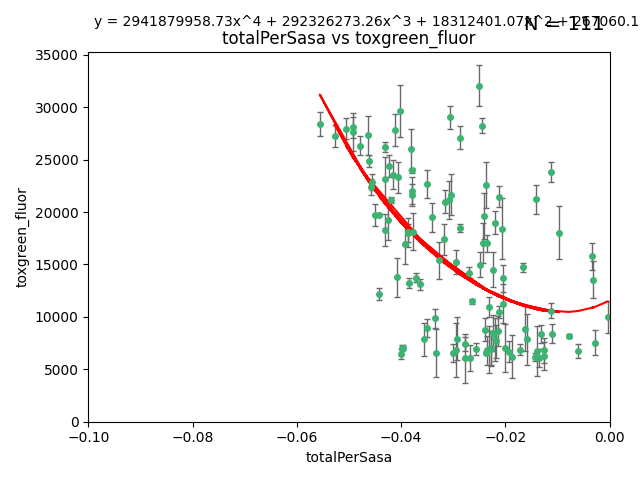 y = 2941879958.73x^4 + 292326273.26x^3 + 18312401.07x^2 + 267060.1
N = 111
totalPerSasa vs toxgreen_fluor
35000
30000
25000
20000
15000
10000
5000
0
toxgreen_fluor
−0.10 −0.08 −0.06 −0.04 −0.02 0.00
totalPerSasa